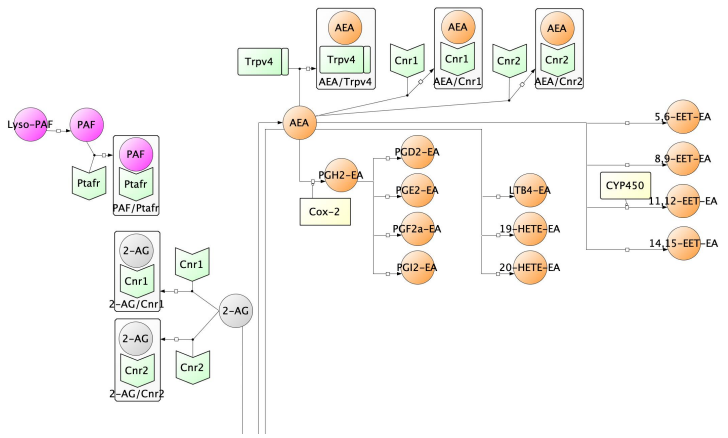 AEA
AEA
AEA
Trpv4
Trpv4
Cnr1
Cnr1
Cnr2
Cnr2
AEA/Trpv4
AEA/Cnr1
AEA/Cnr2
Lyso-PAF
PAF
AEA
5,6-EET-EA
PAF
PGD2-EA
8,9-EET-EA
Ptafr
Ptafr
PGH2-EA
CYP450
PAF/Ptafr
PGE2-EA
LTB4-EA
11,12-EET-EA
Cox-2
PGF2a-EA
19-HETE-EA
14,15-EET-EA
2-AG
Cnr1
PGI2-EA
20-HETE-EA
Cnr1
2-AG/Cnr1
2-AG
2-AG
Cnr2
Cnr2
2-AG/Cnr2